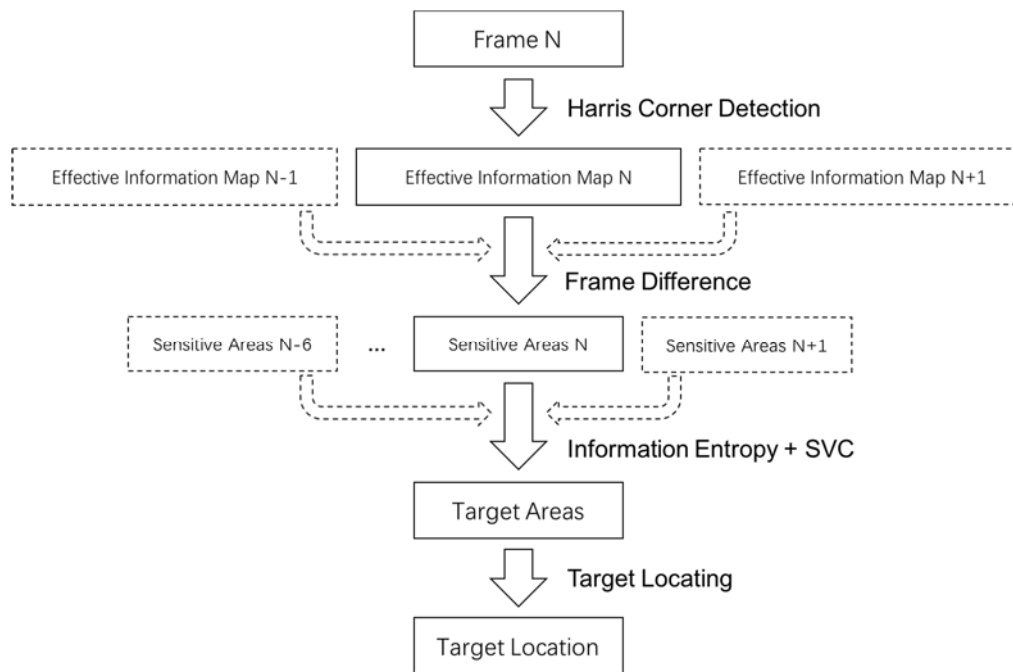 Frame N
Harris Corner Detection
Effective Information Map N-1
Effective Information Map N
Effective Information Map N+1
Frame Difference
Sensitive Areas N-6
...
Sensitive Areas N
Sensitive Areas N+1
Information Entropy + SVC
Target Areas
Target Locating
Target Location